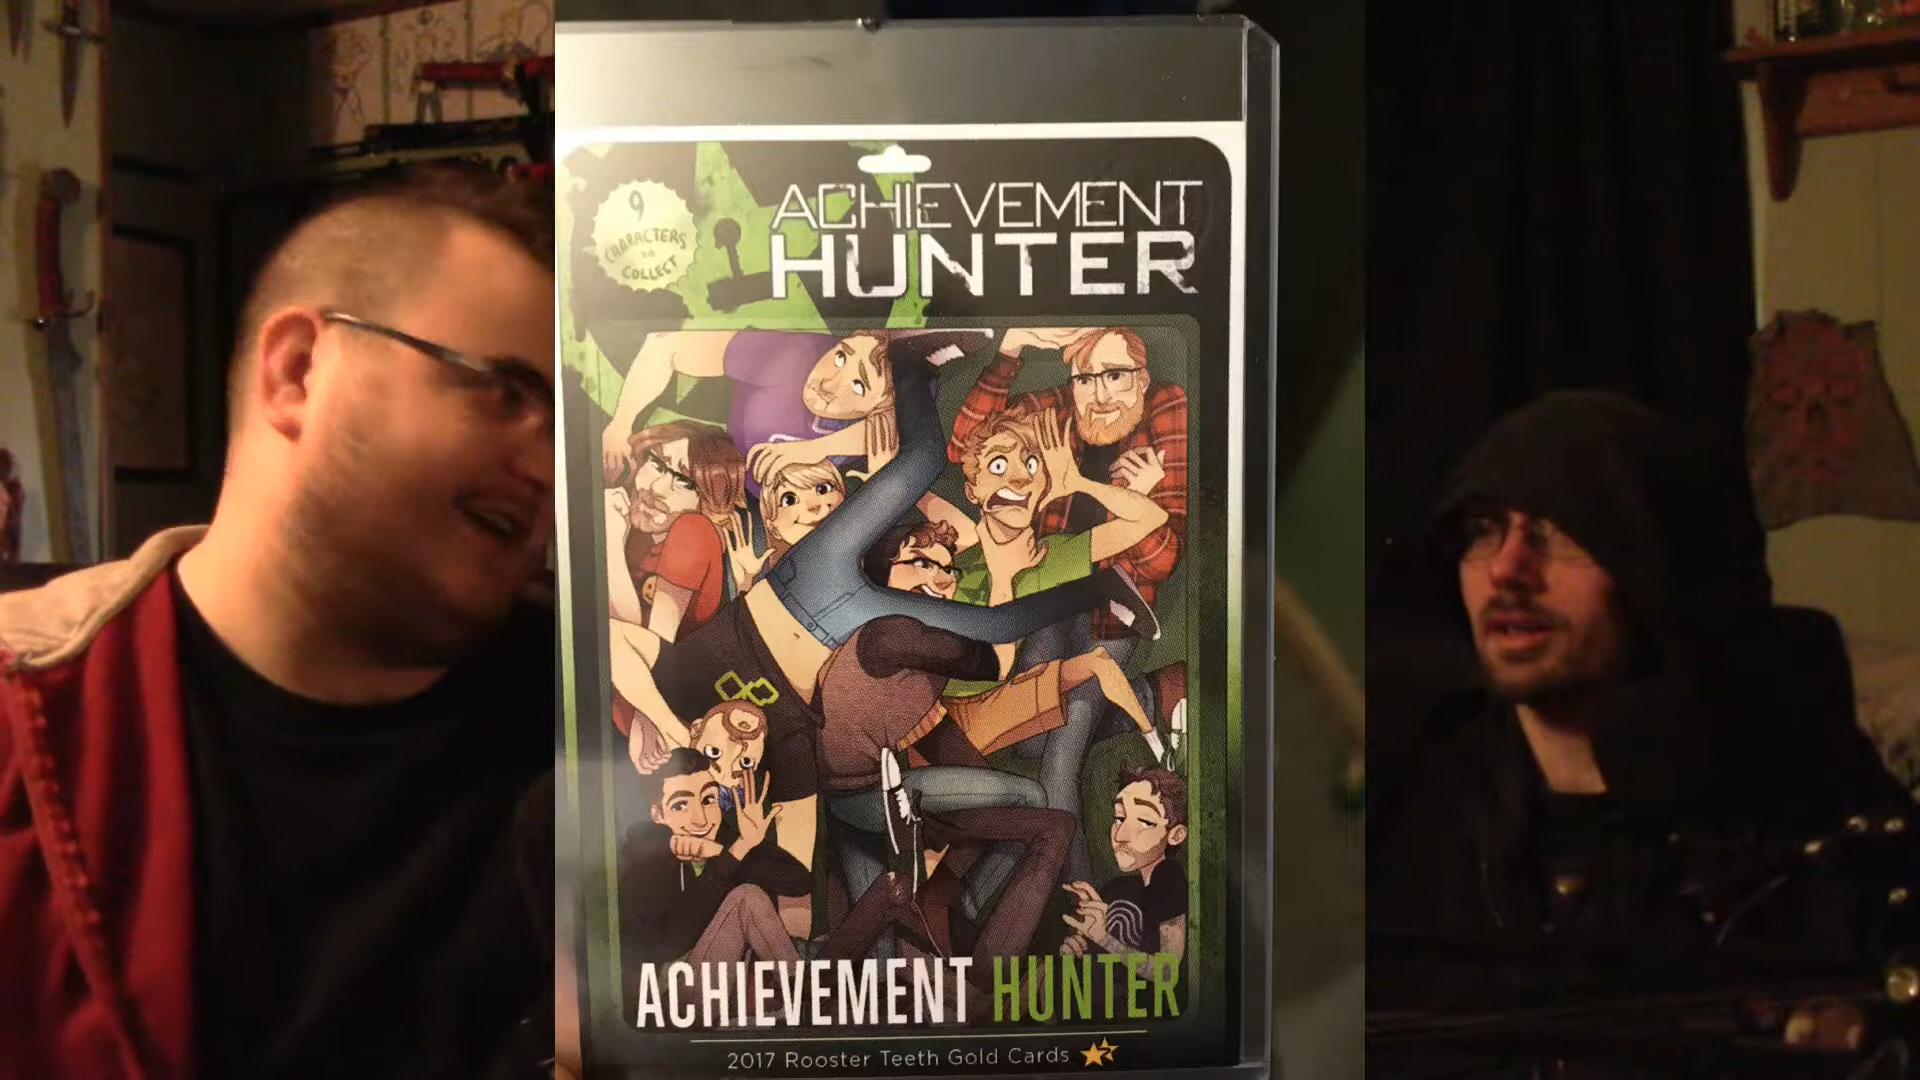 9
CHARACTERS
TO
COLLECT
ACHIEVEMENT
HUNTER
ACHIEVEMENT HUNTER
2017 Rooster Teeth Gold Cards